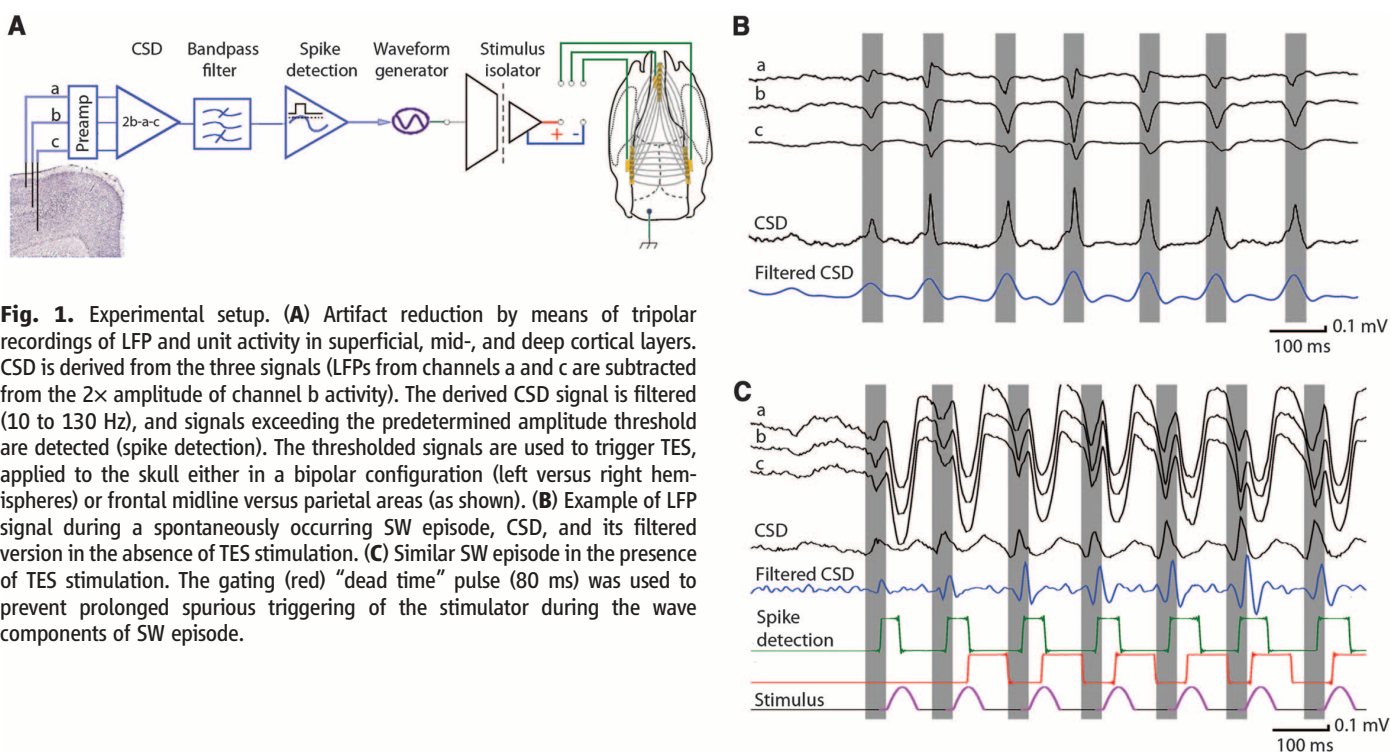 A
CSD
Bandpass
filter
Spike
detection
Waveform
generator
Stimulus
isolator
a
b
c
Preamp
2b-a-c
+
-
Fig. 1. Experimental setup. (A) Artifact reduction by means of tripolar
recordings of LFP and unit activity in superficial, mid-, and deep cortical layers.
CSD is derived from the three signals (LFPs from channels a and c are subtracted
from the 2× amplitude of channel b activity). The derived CSD signal is filtered
(10 to 130 Hz), and signals exceeding the predetermined amplitude threshold
are detected (spike detection). The thresholded signals are used to trigger TES,
applied to the skull either in a bipolar configuration (left versus right hem-
ispheres) or frontal midline versus parietal areas (as shown). (B) Example of LFP
signal during a spontaneously occurring SW episode, CSD, and its filtered
version in the absence of TES stimulation. (C) Similar SW episode in the presence
of TES stimulation. The gating (red) “dead time” pulse (80 ms) was used to
prevent prolonged spurious triggering of the stimulator during the wave
components of SW episode.
B
a
b
c
CSD
Filtered CSD
0.1 mV
100 ms
C
a
b
c
CSD
Filtered CSD
Spike
detection
Stimulus
0.1 mV
100 ms